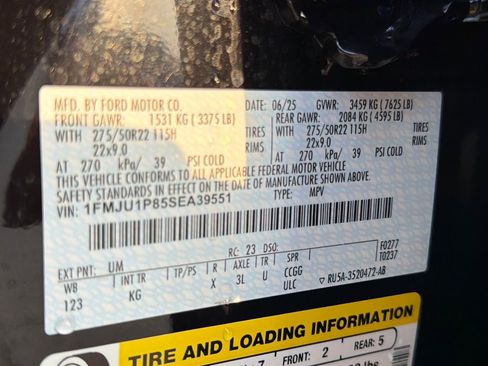 MFD. BY FORD MOTOR CO. DATE: 06/25 GVWR: 3459 KG (7625 LB)
FRONT GAWR: 1531 KG (3375 LB) REAR GAWR: 2084 KG (4595 LB)
WITH 275/50R22 115H TIRES WITH 275/50R22 115H TIRES
22x9.0 RIMS 22x9.0 RIMS
AT 270 kPa/ 39 PSI COLD AT 270 kPa/ 39 PSI COLD
THIS VEHICLE CONFORMS TO ALL APPLICABLE FEDERAL MOTOR VEHICLE
SAFETY STANDARDS IN EFFECT ON THE DATE OF MANUFACTURE SHOWN ABOVE.
VIN: 1FMJU1P85SEA39551 TYPE: MPV
F0277
T0237
EXT PNT: UM RC: 23 DSO:
WB INT TR TP/PS R AXLE TR SPR
123 KG X 3L U CCGG
ULC ▽ RU5A-3520472-AB
TIRE AND LOADING INFORMATION
7 FRONT: 2 REAR: 5
lbs